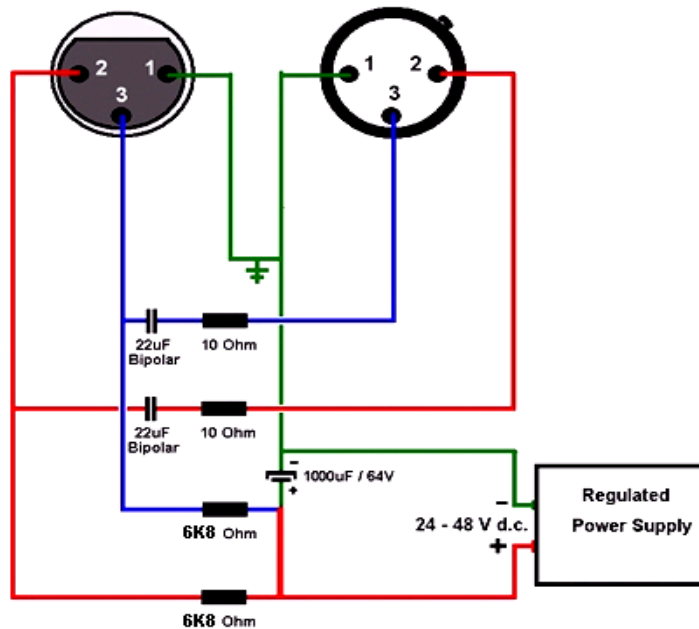 2 1
3
1 2
3
22uF
Bipolar
10 Ohm
22uF
Bipolar
10 Ohm
-
1000uF / 64V
+
6K8 Ohm
-
24 - 48 V d.c.
+
Regulated
Power Supply
6K8 Ohm